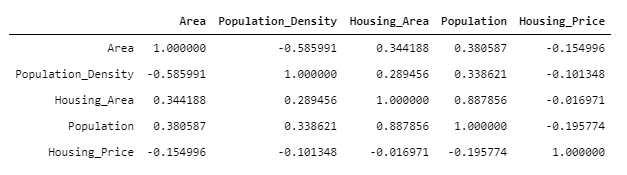 Area Population_Density Housing_Area Population Housing_Price
Area 1.000000 -0.585991 0.344188 0.380587 -0.154996
Population_Density -0.585991 1.000000 0.289456 0.338621 -0.101348
Housing_Area 0.344188 0.289456 1.000000 0.887856 -0.016971
Population 0.380587 0.338621 0.887856 1.000000 -0.195774
Housing_Price -0.154996 -0.101348 -0.016971 -0.195774 1.000000